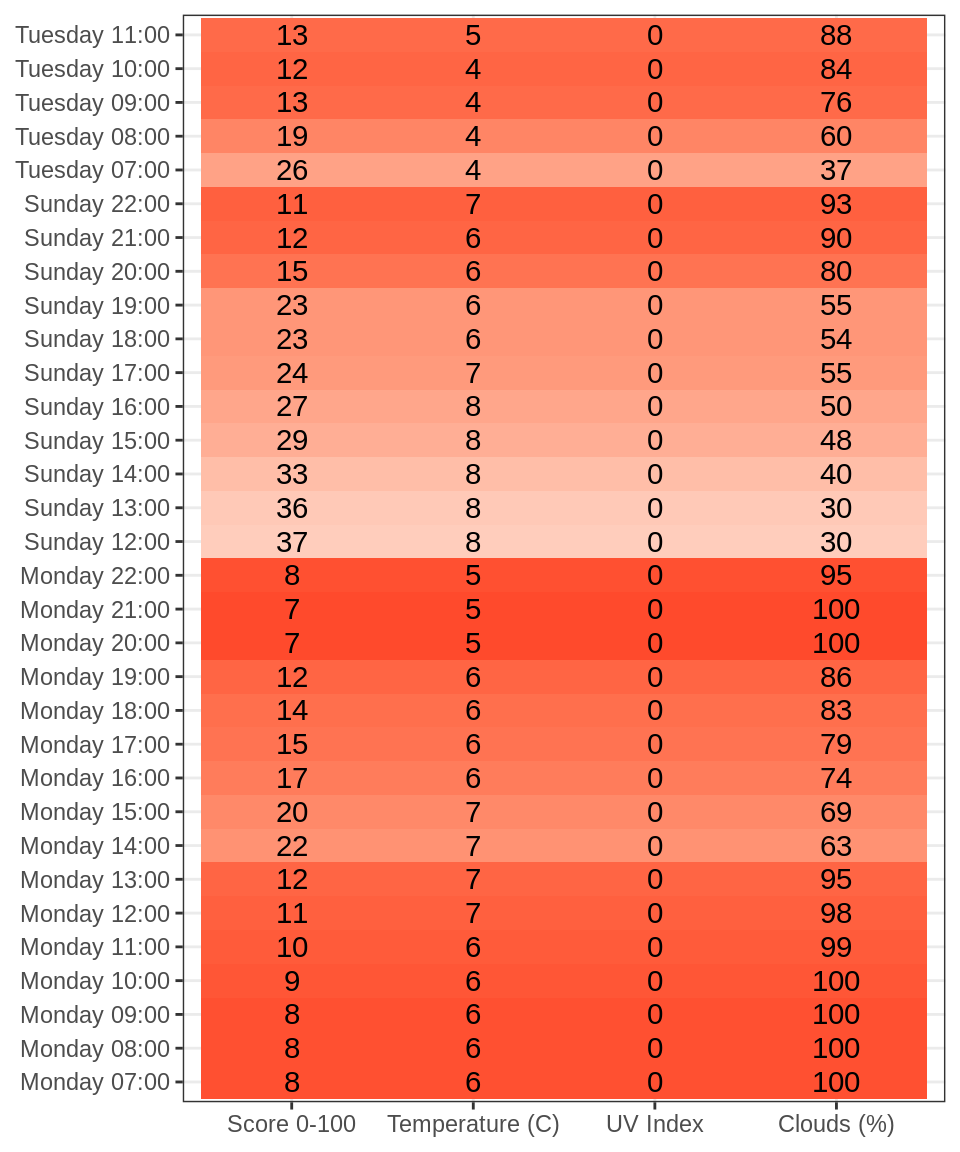 Tuesday 11:00 13 5 0 88
Tuesday 10:00 12 4 0 84
Tuesday 09:00 13 4 0 76
Tuesday 08:00 19 4 0 60
Tuesday 07:00 26 4 0 37
Sunday 22:00 11 7 0 93
Sunday 21:00 12 6 0 90
Sunday 20:00 15 6 0 80
Sunday 19:00 23 6 0 55
Sunday 18:00 23 6 0 54
Sunday 17:00 24 7 0 55
Sunday 16:00 27 8 0 50
Sunday 15:00 29 8 0 48
Sunday 14:00 33 8 0 40
Sunday 13:00 36 8 0 30
Sunday 12:00 37 8 0 30
Monday 22:00 8 5 0 95
Monday 21:00 7 5 0 100
Monday 20:00 7 5 0 100
Monday 19:00 12 6 0 86
Monday 18:00 14 6 0 83
Monday 17:00 15 6 0 79
Monday 16:00 17 6 0 74
Monday 15:00 20 7 0 69
Monday 14:00 22 7 0 63
Monday 13:00 12 7 0 95
Monday 12:00 11 7 0 98
Monday 11:00 10 6 0 99
Monday 10:00 9 6 0 100
Monday 09:00 8 6 0 100
Monday 08:00 8 6 0 100
Monday 07:00 8 6 0 100
Score 0-100 Temperature (C) UV Index Clouds (%)